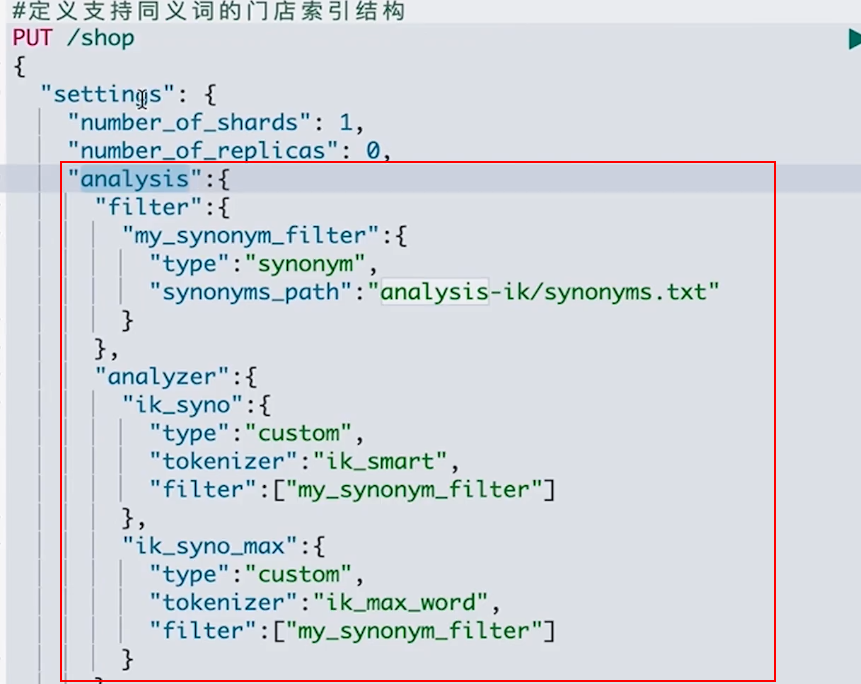 #定义支持同义词的门店索引结构
PUT /shop
{
  "settings": {
    "number_of_shards": 1,
    "number_of_replicas": 0,
    "analysis":{
      "filter":{
        "my_synonym_filter":{
          "type":"synonym",
          "synonyms_path":"analysis-ik/synonyms.txt"
        }
      },
      "analyzer":{
        "ik_syno":{
          "type":"custom",
          "tokenizer":"ik_smart",
          "filter":["my_synonym_filter"]
        },
        "ik_syno_max":{
          "type":"custom",
          "tokenizer":"ik_max_word",
          "filter":["my_synonym_filter"]
        }